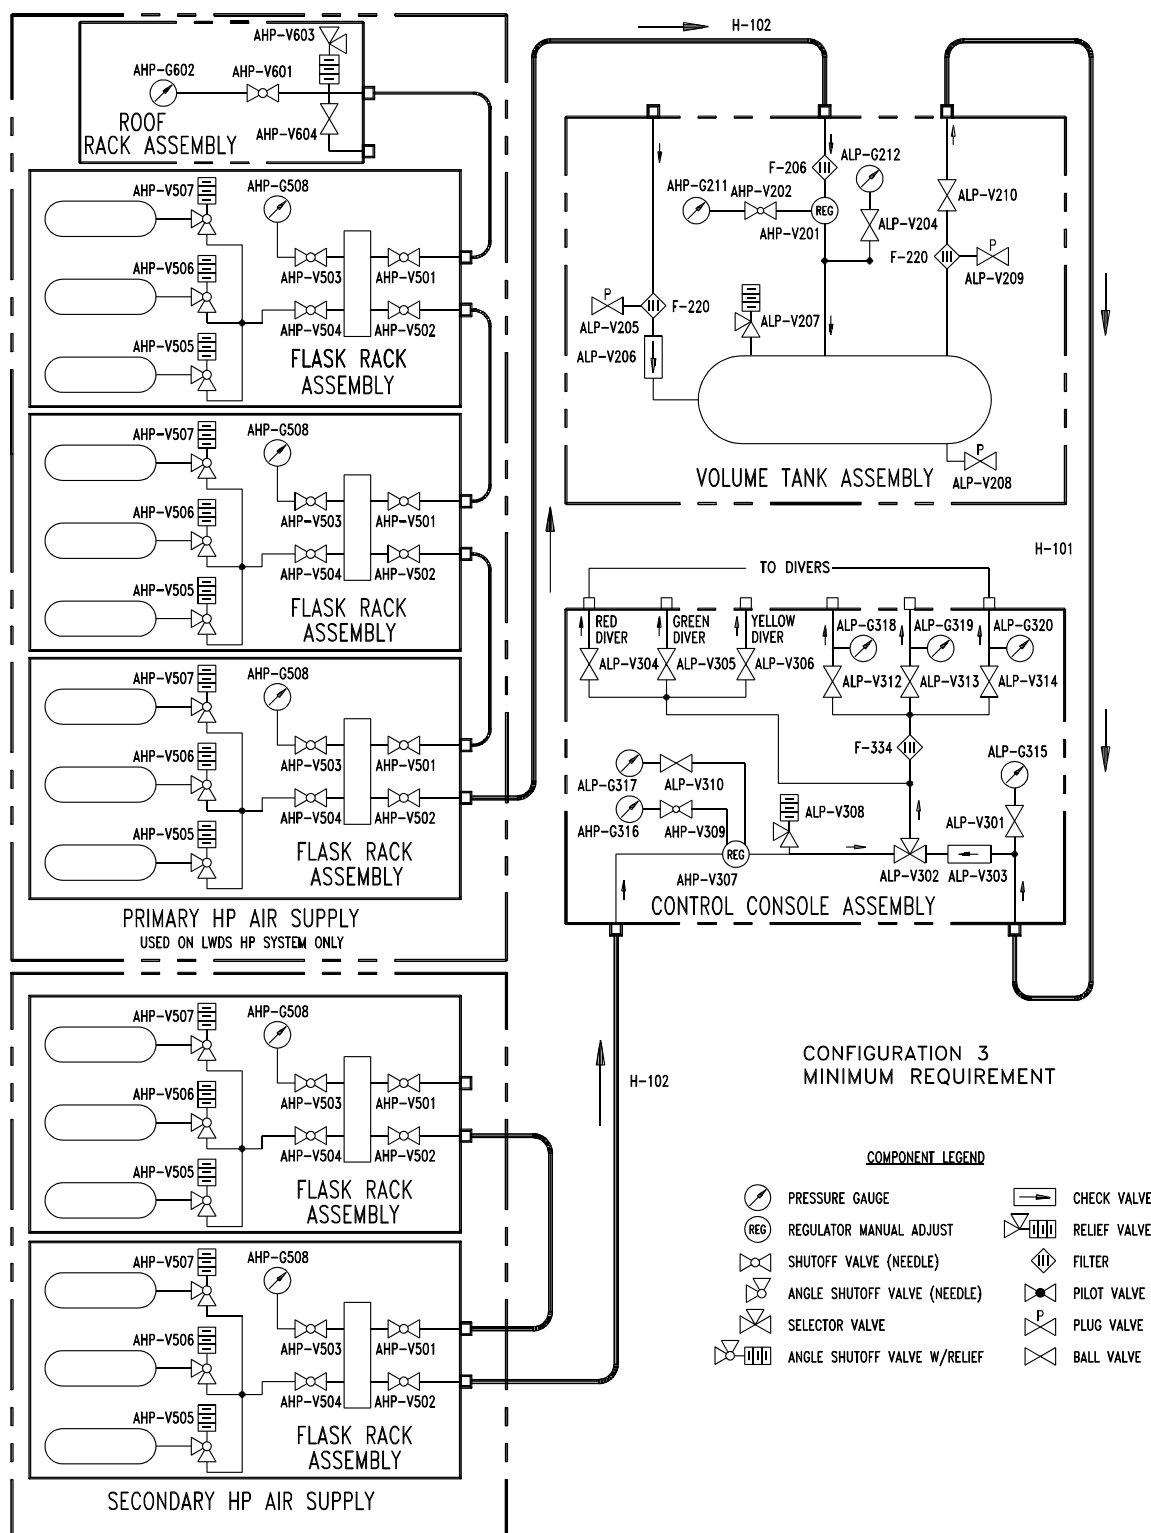 H-102
AHP-V603
AHP-G602
AHP-V601
AHP-V604
ROOF
RACK ASSEMBLY
AHP-V507
AHP-G508
AHP-V506
AHP-V503
AHP-V501
AHP-V505
AHP-V504
AHP-V502
FLASK RACK
ASSEMBLY
AHP-V507
AHP-G508
AHP-V506
AHP-V503
AHP-V501
AHP-V505
AHP-V504
AHP-V502
FLASK RACK
ASSEMBLY
AHP-V507
AHP-G508
AHP-V506
AHP-V503
AHP-V501
AHP-V505
AHP-V504
AHP-V502
FLASK RACK
ASSEMBLY
PRIMARY HP AIR SUPPLY
USED ON LWDS HP SYSTEM ONLY
AHP-V507
AHP-G508
AHP-V506
AHP-V503
AHP-V501
AHP-V505
AHP-V504
AHP-V502
FLASK RACK
ASSEMBLY
AHP-V507
AHP-G508
AHP-V506
AHP-V503
AHP-V501
AHP-V505
AHP-V504
AHP-V502
FLASK RACK
ASSEMBLY
SECONDARY HP AIR SUPPLY
F-206
ALP-G212
AHP-G211
AHP-V202
REG
ALP-V210
AHP-V201
ALP-V204
P
F-220
ALP-V209
P
F-220
ALP-V205
ALP-V207
ALP-V206
P
VOLUME TANK ASSEMBLY
ALP-V208
H-101
TO DIVERS
RED
DIVER
GREEN
DIVER
YELLOW
DIVER
ALP-G318
ALP-G319
ALP-G320
ALP-V304
ALP-V305
ALP-V306
ALP-V312
ALP-V313
ALP-V314
F-334
ALP-G315
ALP-G317
ALP-V310
AHP-G316
AHP-V309
ALP-V308
ALP-V301
REG
AHP-V307
ALP-V302
ALP-V303
CONTROL CONSOLE ASSEMBLY
H-102
CONFIGURATION 3
MINIMUM REQUIREMENT
COMPONENT LEGEND
PRESSURE GAUGE
CHECK VALVE
REG
REGULATOR MANUAL ADJUST
RELIEF VALVE
SHUTOFF VALVE (NEEDLE)
FILTER
ANGLE SHUTOFF VALVE (NEEDLE)
PILOT VALVE
SELECTOR VALVE
P
PLUG VALVE
ANGLE SHUTOFF VALVE W/RELIEF
BALL VALVE